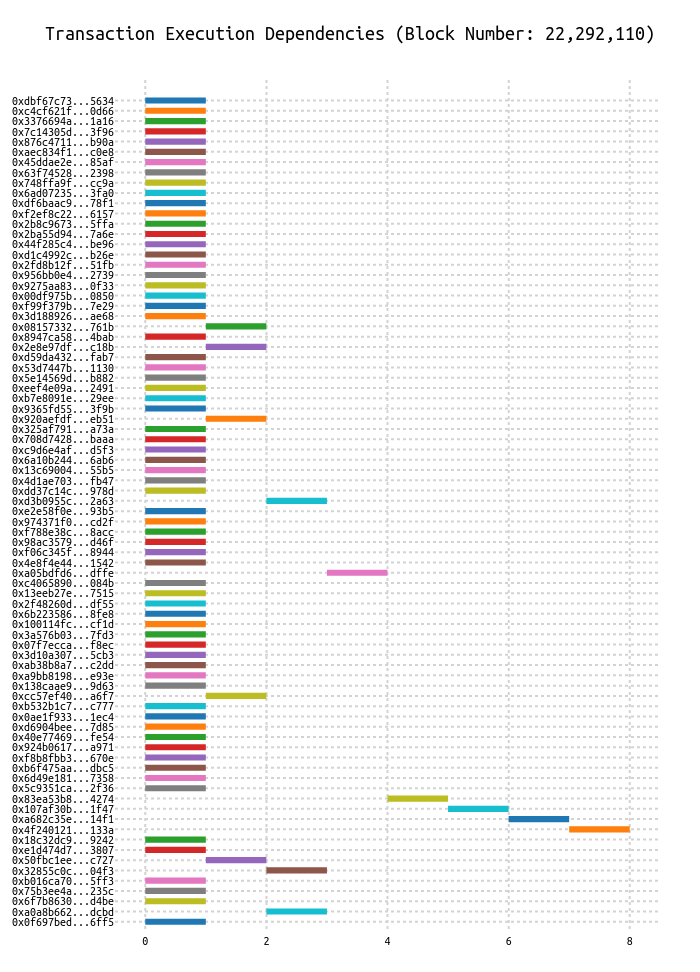 Transaction Execution Dependencies (Block Number: 22,292,110)
0xdbf67c73...5634
0xc4cf621f...0d66
0x3376694a...1a16
0x7c14305d...3f96
0x876c4711...b90a
0xaec834f1...c0e8
0x45ddae2e...85af
0x63f74528...2398
0x748ffa9f...cc9a
0x6ad07235...3fa0
0xdf6baac9...78f1
0xf2ef8c22...6157
0x2b8c9673...5ffa
0x2ba55d94...7a6e
0x44f285c4...be96
0xd1c4992c...b26e
0x2fd8b12f...51fb
0x956bb0e4...2739
0x9275aa83...0f33
0x00df975b...0850
0xf99f379b...7e29
0x3d188926...ae68
0x08157332...761b
0x8947ca58...4bab
0x2e8e97df...c18b
0xd59da432...fab7
0x53d7447b...1130
0x5e14569d...b882
0xeef4e09a...2491
0xb7e8091e...29ee
0x9365fd55...3f9b
0x920aefdf...eb51
0x325af791...a73a
0x708d7428...baaa
0xc9d6e4af...d5f3
0x6a10b244...6ab6
0x13c69004...55b5
0x4d1ae703...fb47
0xdd37c14c...978d
0xd3b0955c...2a63
0xe2e58f0e...93b5
0x974371f0...cd2f
0xf788e38c...8acc
0x98ac3579...d46f
0xf06c345f...8944
0x4e8f4e44...1542
0xa05bdfd6...dffe
0xc4065890...084b
0x13eeb27e...7515
0x2f48260d...df55
0x6b223586...8fe8
0x100114fc...cf1d
0x3a576b03...7fd3
0x07f7ecca...f8ec
0x3d10a307...5cb3
0xab38b8a7...c2dd
0xa9bb8198...e93e
0x138caae9...9d63
0xcc57ef40...a6f7
0xb532b1c7...c777
0x0ae1f933...1ec4
0xd6904bee...7d85
0x40e77469...fe54
0x924b0617...a971
0xf8b8fbb3...670e
0xb6f475aa...dbc5
0x6d49e181...7358
0x5c9351ca...2f36
0x83ea53b8...4274
0x107af30b...1f47
0xa682c35e...14f1
0x4f240121...133a
0x18c32dc9...9242
0xe1d474d7...3807
0x50fbc1ee...c727
0x32855c0c...04f3
0xb016ca70...5ff3
0x75b3ee4a...235c
0x6f7b8630...d4be
0xa0a8b662...dcbd
0x0f697bed...6ff5
0 2 4 6 8